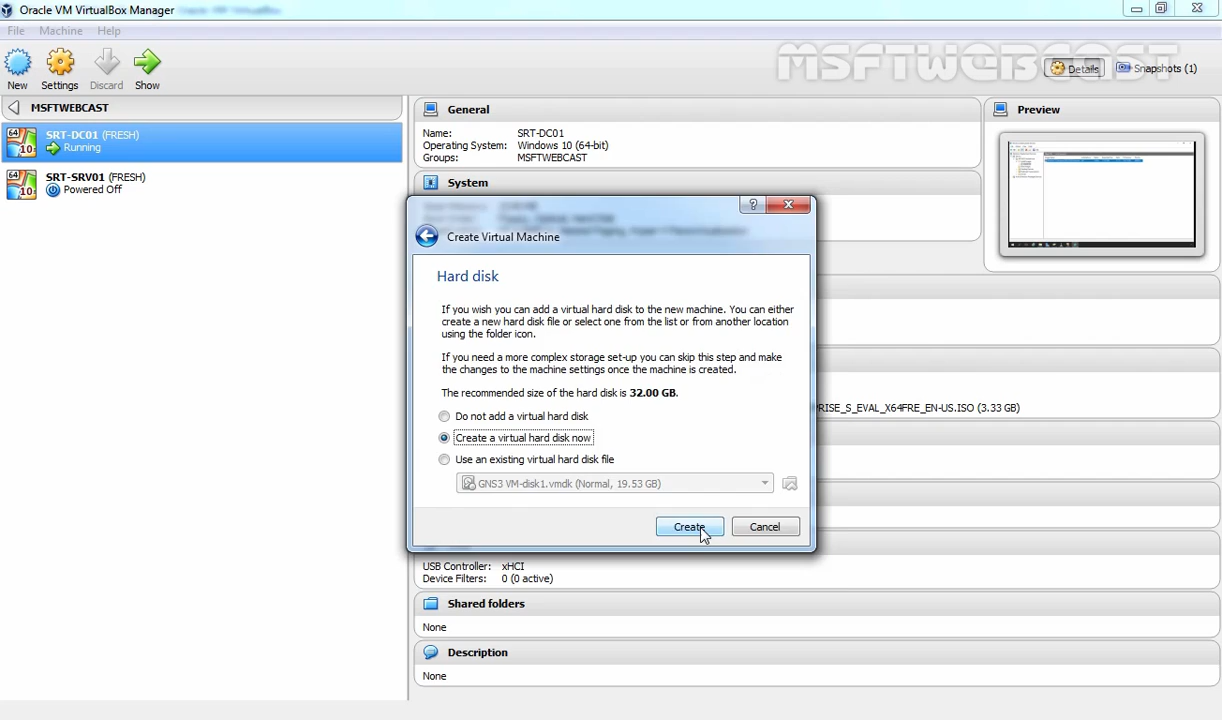 Oracle VM VirtualBox Manager
File Machine Help
MSFTWEBCAST
New Settings Discard Show
Details Snapshots (1)
MSFTWEBCAST
SRT-DC01 (FRESH)
Running
SRT-SRV01 (FRESH)
Powered Off
General
Name: SRT-DC01
Operating System: Windows 10 (64-bit)
Groups: MSFTWEBCAST
Preview
System
Create Virtual Machine
Hard disk
If you wish you can add a virtual hard disk to the new machine. You can either
create a new hard disk file or select one from the list or from another location
using the folder icon.
If you need a more complex storage set-up you can skip this step and make
the changes to the machine settings once the machine is created.
The recommended size of the hard disk is 32.00 GB.
Do not add a virtual hard disk
Create a virtual hard disk now
Use an existing virtual hard disk file
GNS3 VM-disk1.vmdk (Normal, 19.53 GB)
Create Cancel
RISE_S_EVAL_X64FRE_EN-US.ISO (3.33 GB)
USB Controller: xHCI
Device Filters: 0 (0 active)
Shared folders
None
Description
None